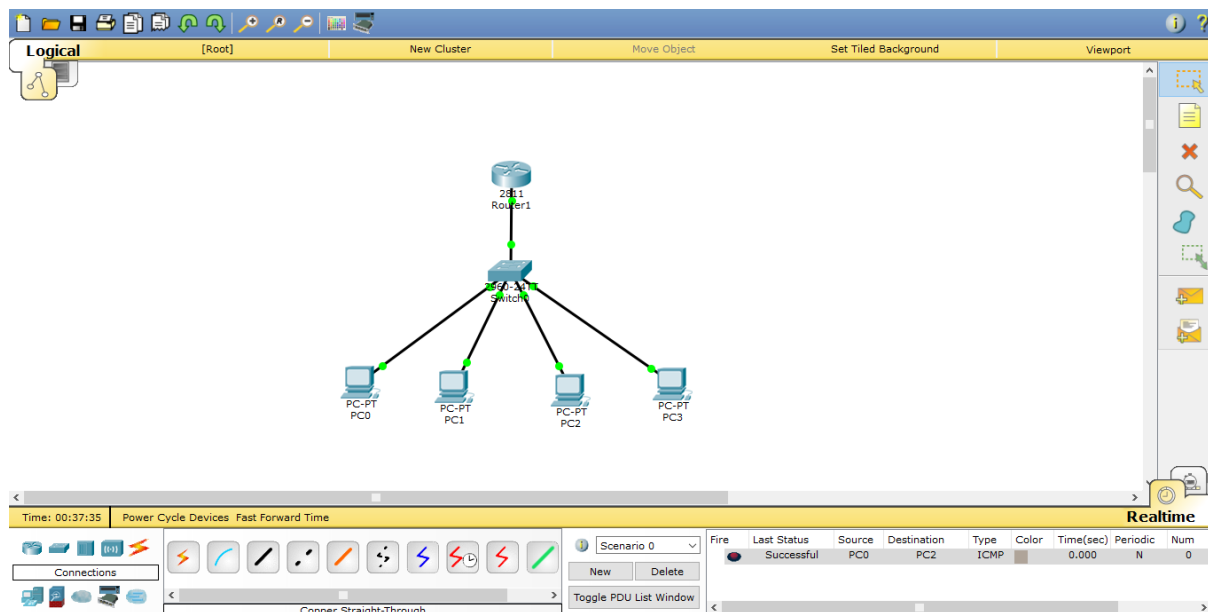 Logical [Root] New Cluster Move Object Set Tiled Background Viewport
2811
Router1
2960-24TT
Switch0
PC-PT PC-PT PC-PT PC-PT
PC0 PC1 PC2 PC3
Time: 00:37:35 Power Cycle Devices Fast Forward Time Realtime
Connections
Copper Straight-Through
Scenario 0
New Delete
Toggle PDU List Window
Fire Last Status Source Destination Type Color Time(sec) Periodic Num
Successful PC0 PC2 ICMP 0.000 N 0